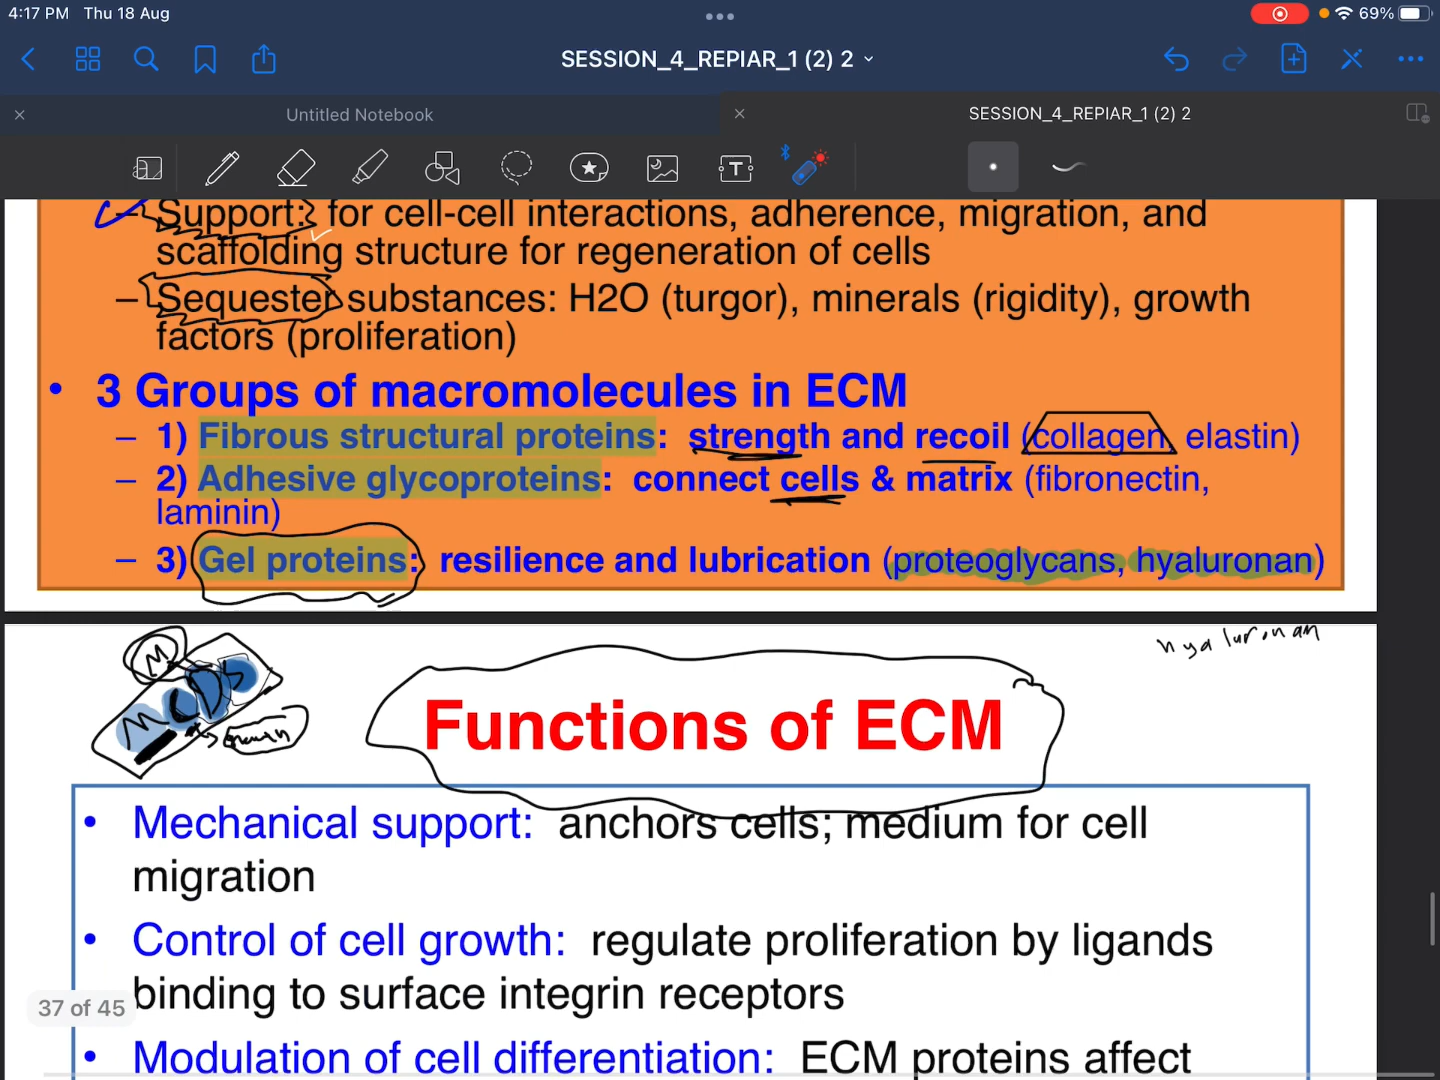 4:17 PM Thu 18 Aug
69%
SESSION_4_REPIAR_1 (2) 2
Untitled Notebook
SESSION_4_REPIAR_1 (2) 2
– Support: for cell-cell interactions, adherence, migration, and
scaffolding structure for regeneration of cells
– Sequester substances: H2O (turgor), minerals (rigidity), growth
factors (proliferation)
• 3 Groups of macromolecules in ECM
– 1) Fibrous structural proteins: strength and recoil (collagen, elastin)
– 2) Adhesive glycoproteins: connect cells & matrix (fibronectin,
laminin)
– 3) Gel proteins: resilience and lubrication (proteoglycans, hyaluronan)
hyaluronan
M
MCDS
Functions of ECM
• Mechanical support: anchors cells; medium for cell
migration
• Control of cell growth: regulate proliferation by ligands
binding to surface integrin receptors
37 of 45
• Modulation of cell differentiation: ECM proteins affect